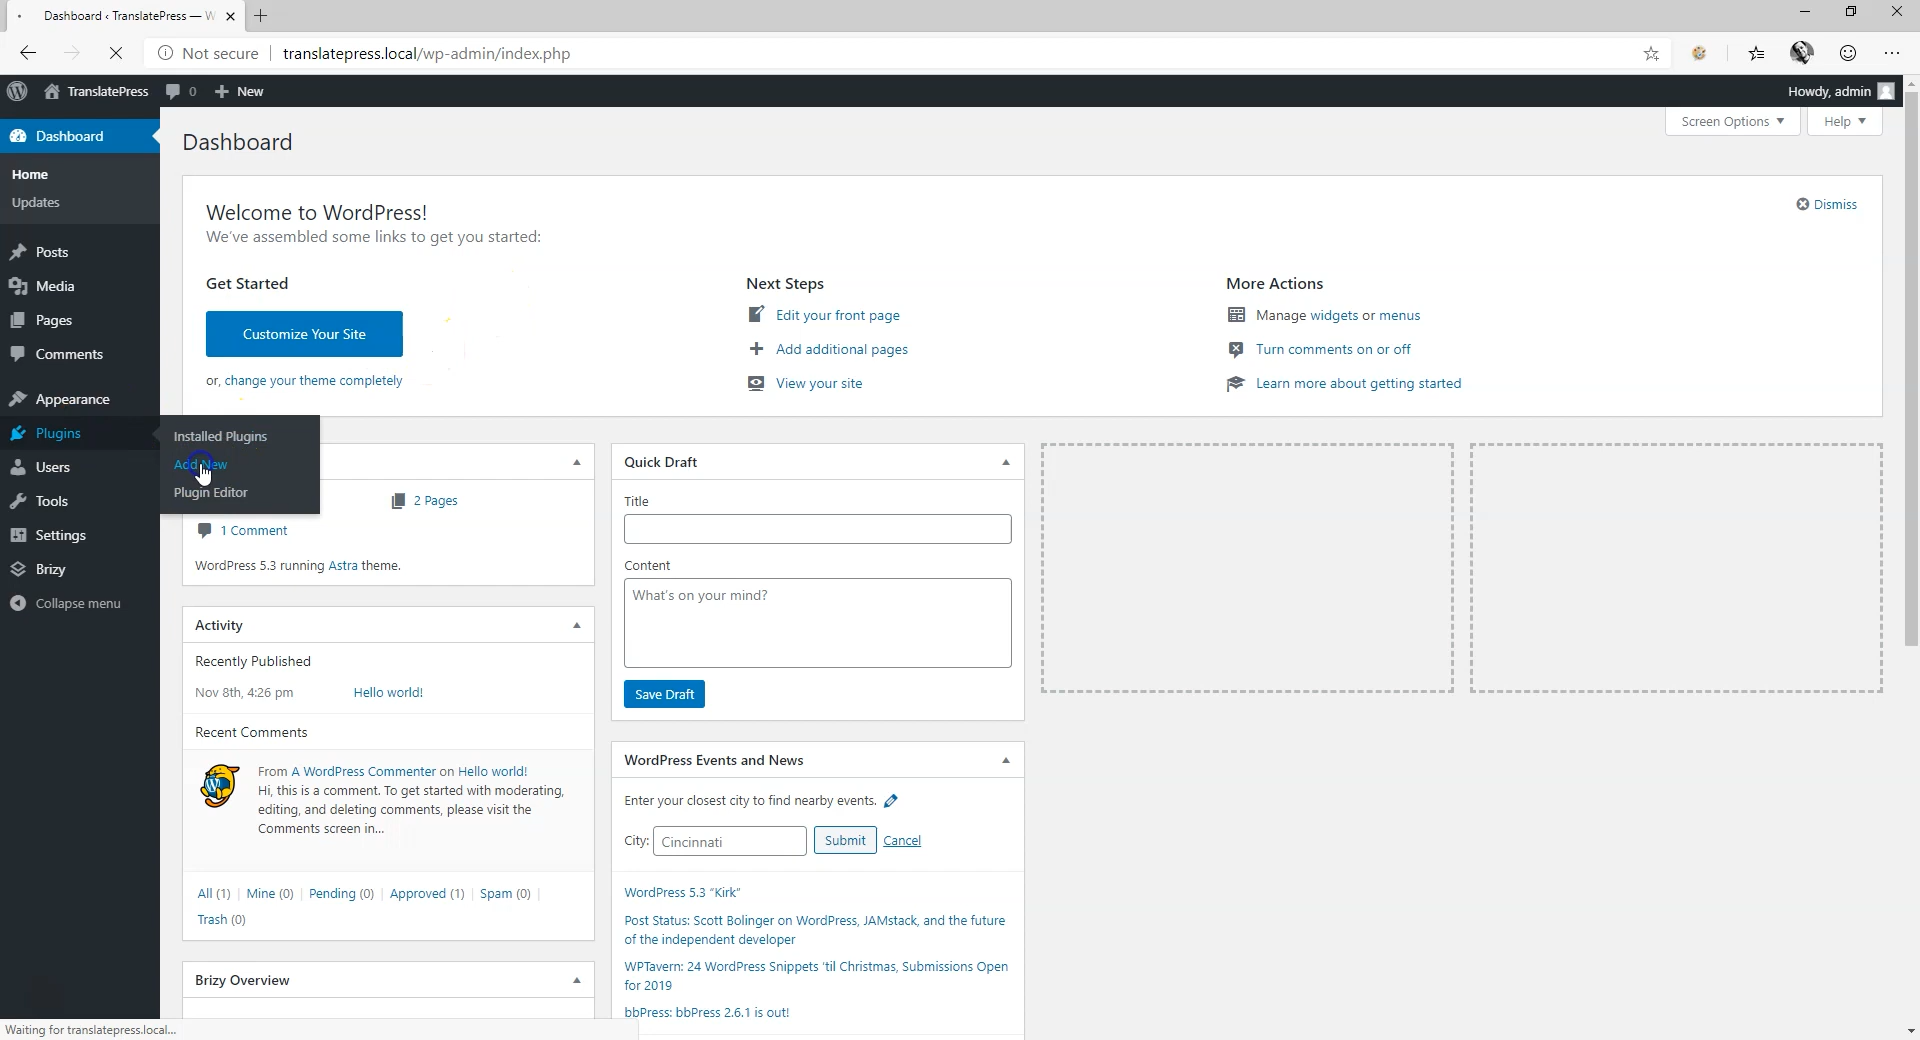 Dashboard ‹ TranslatePress — W
Not secure
translatepress.local/wp-admin/index.php
TranslatePress
0
New
Howdy, admin
Dashboard
Home
Updates
Posts
Media
Pages
Comments
Appearance
Plugins
Users
Tools
Settings
Brizy
Collapse menu
Installed Plugins
Add New
Plugin Editor
Dashboard
Screen Options
Help
Welcome to WordPress!
We've assembled some links to get you started:
Dismiss
Get Started
Customize Your Site
or, change your theme completely
Next Steps
Edit your front page
Add additional pages
View your site
More Actions
Manage widgets or menus
Turn comments on or off
Learn more about getting started
2 Pages
1 Comment
WordPress 5.3 running Astra theme.
Activity
Recently Published
Nov 8th, 4:26 pm
Hello world!
Recent Comments
From A WordPress Commenter on Hello world!
Hi, this is a comment. To get started with moderating,
editing, and deleting comments, please visit the
Comments screen in...
All (1) | Mine (0) | Pending (0) | Approved (1) | Spam (0) |
Trash (0)
Brizy Overview
Quick Draft
Title
Content
What's on your mind?
Save Draft
WordPress Events and News
Enter your closest city to find nearby events.
City:
Cincinnati
Submit
Cancel
WordPress 5.3 “Kirk”
Post Status: Scott Bolinger on WordPress, JAMstack, and the future
of the independent developer
WPTavern: 24 WordPress Snippets 'til Christmas, Submissions Open
for 2019
bbPress: bbPress 2.6.1 is out!
Waiting for translatepress.local...